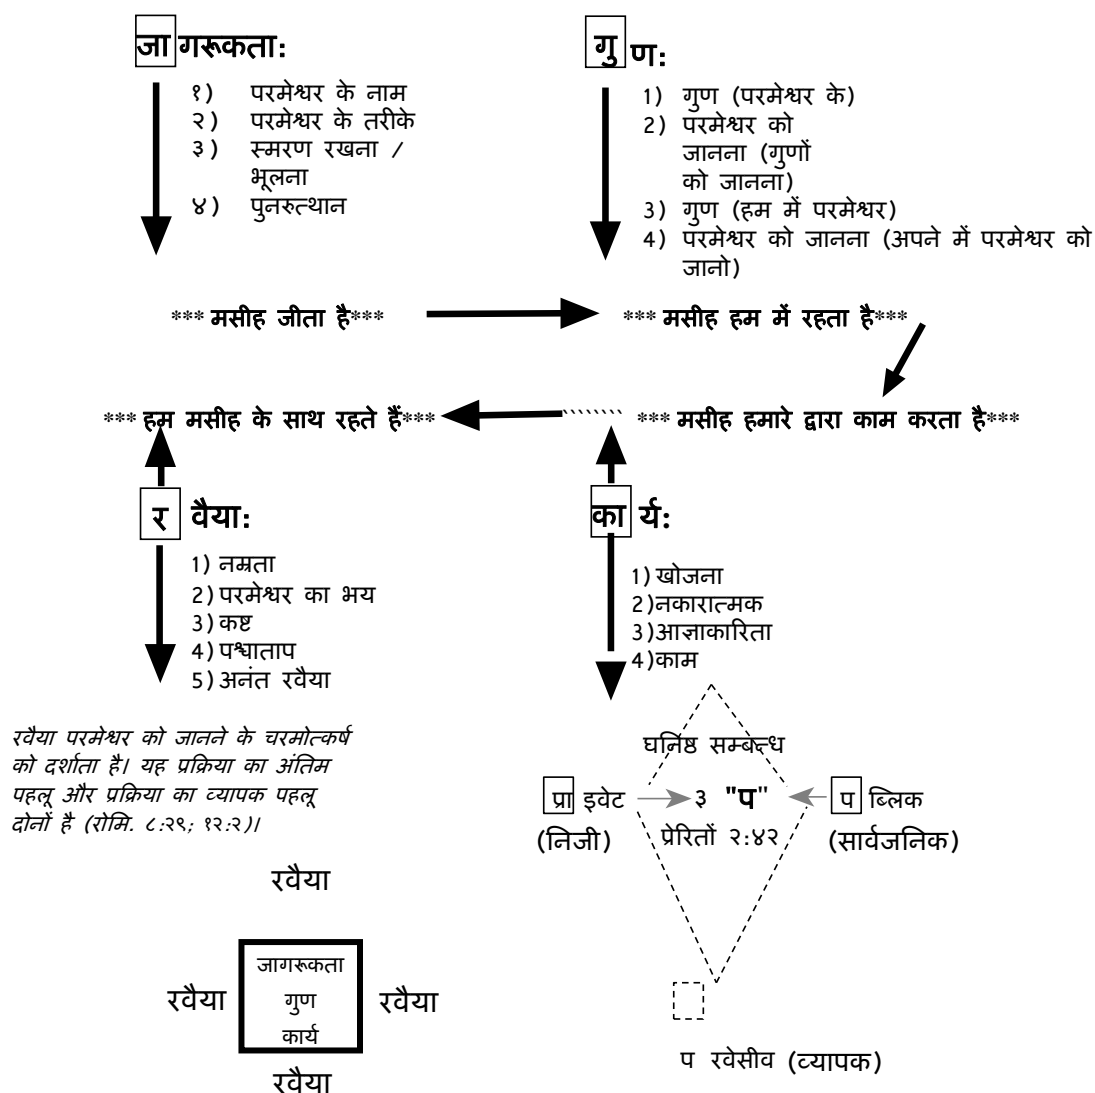 जागरूकता:
१) परमेश्वर के नाम
२) परमेश्वर के तरीके
३) स्मरण रखना /
भूलना
४) पुनरुत्थान
गुण:
1) गुण (परमेश्वर के)
2) परमेश्वर को
जानना (गुणों
को जानना)
3) गुण (हम में परमेश्वर)
4) परमेश्वर को जानना (अपने में परमेश्वर को
जानो)
*** मसीह जीता है***
*** मसीह हम में रहता है***
*** हम मसीह के साथ रहते हैं***
*** मसीह हमारे द्वारा काम करता है***
र वैया:
1) नम्रता
2) परमेश्वर का भय
3) कष्ट
4) पश्चाताप
5) अनंत रवैया
कार्य:
1) खोजना
2) नकारात्मक
3) आज्ञाकारिता
4) काम
रवैया परमेश्वर को जानने के चरमोत्कर्ष
को दर्शाता है। यह प्रक्रिया का अंतिम
पहलू और प्रक्रिया का व्यापक पहलू
दोनों है (रोमि. ८:२९; १२:२)।
घनिष्ठ सम्बन्ध
प्रा इवेट
(निजी)
३ "प"
प्रेरितों २:४२
प ब्लिक
(सार्वजनिक)
प रवेसीव (व्यापक)
रवैया
रवैया
जागरूकता
गुण
कार्य
रवैया
रवैया